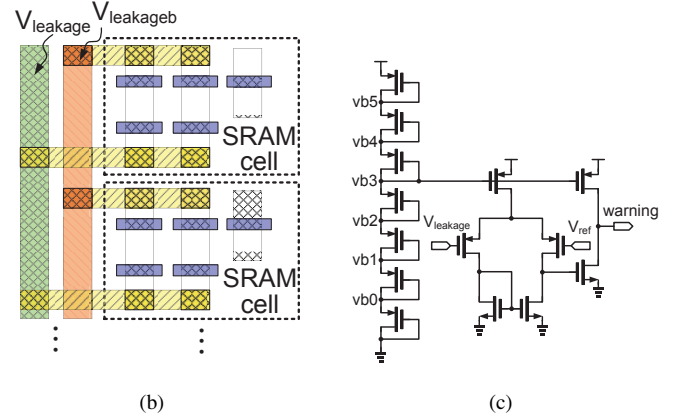 Vleakage
Vleakageb
SRAM
cell
SRAM
cell
vb5
vb4
vb3
vb2
vb1
vb0
Vleakage
Vref
warning
(b)
(c)